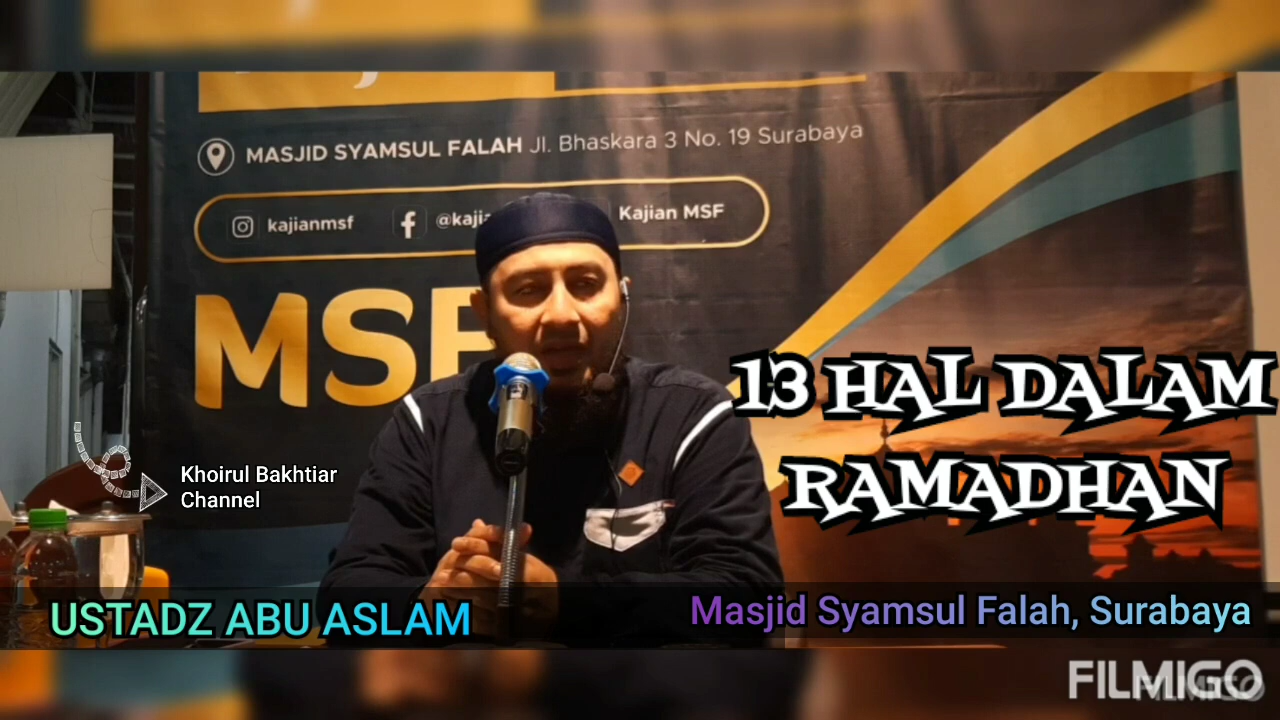 MASJID SYAMSUL FALAH Jl. Bhaskara 3 No. 19 Surabaya
kajianmsf
Kajian MSF
13 HAL DALAM
RAMADHAN
Khoirul Bakhtiar
Channel
USTADZ ABU ASLAM
Masjid Syamsul Falah, Surabaya
FILMIGO